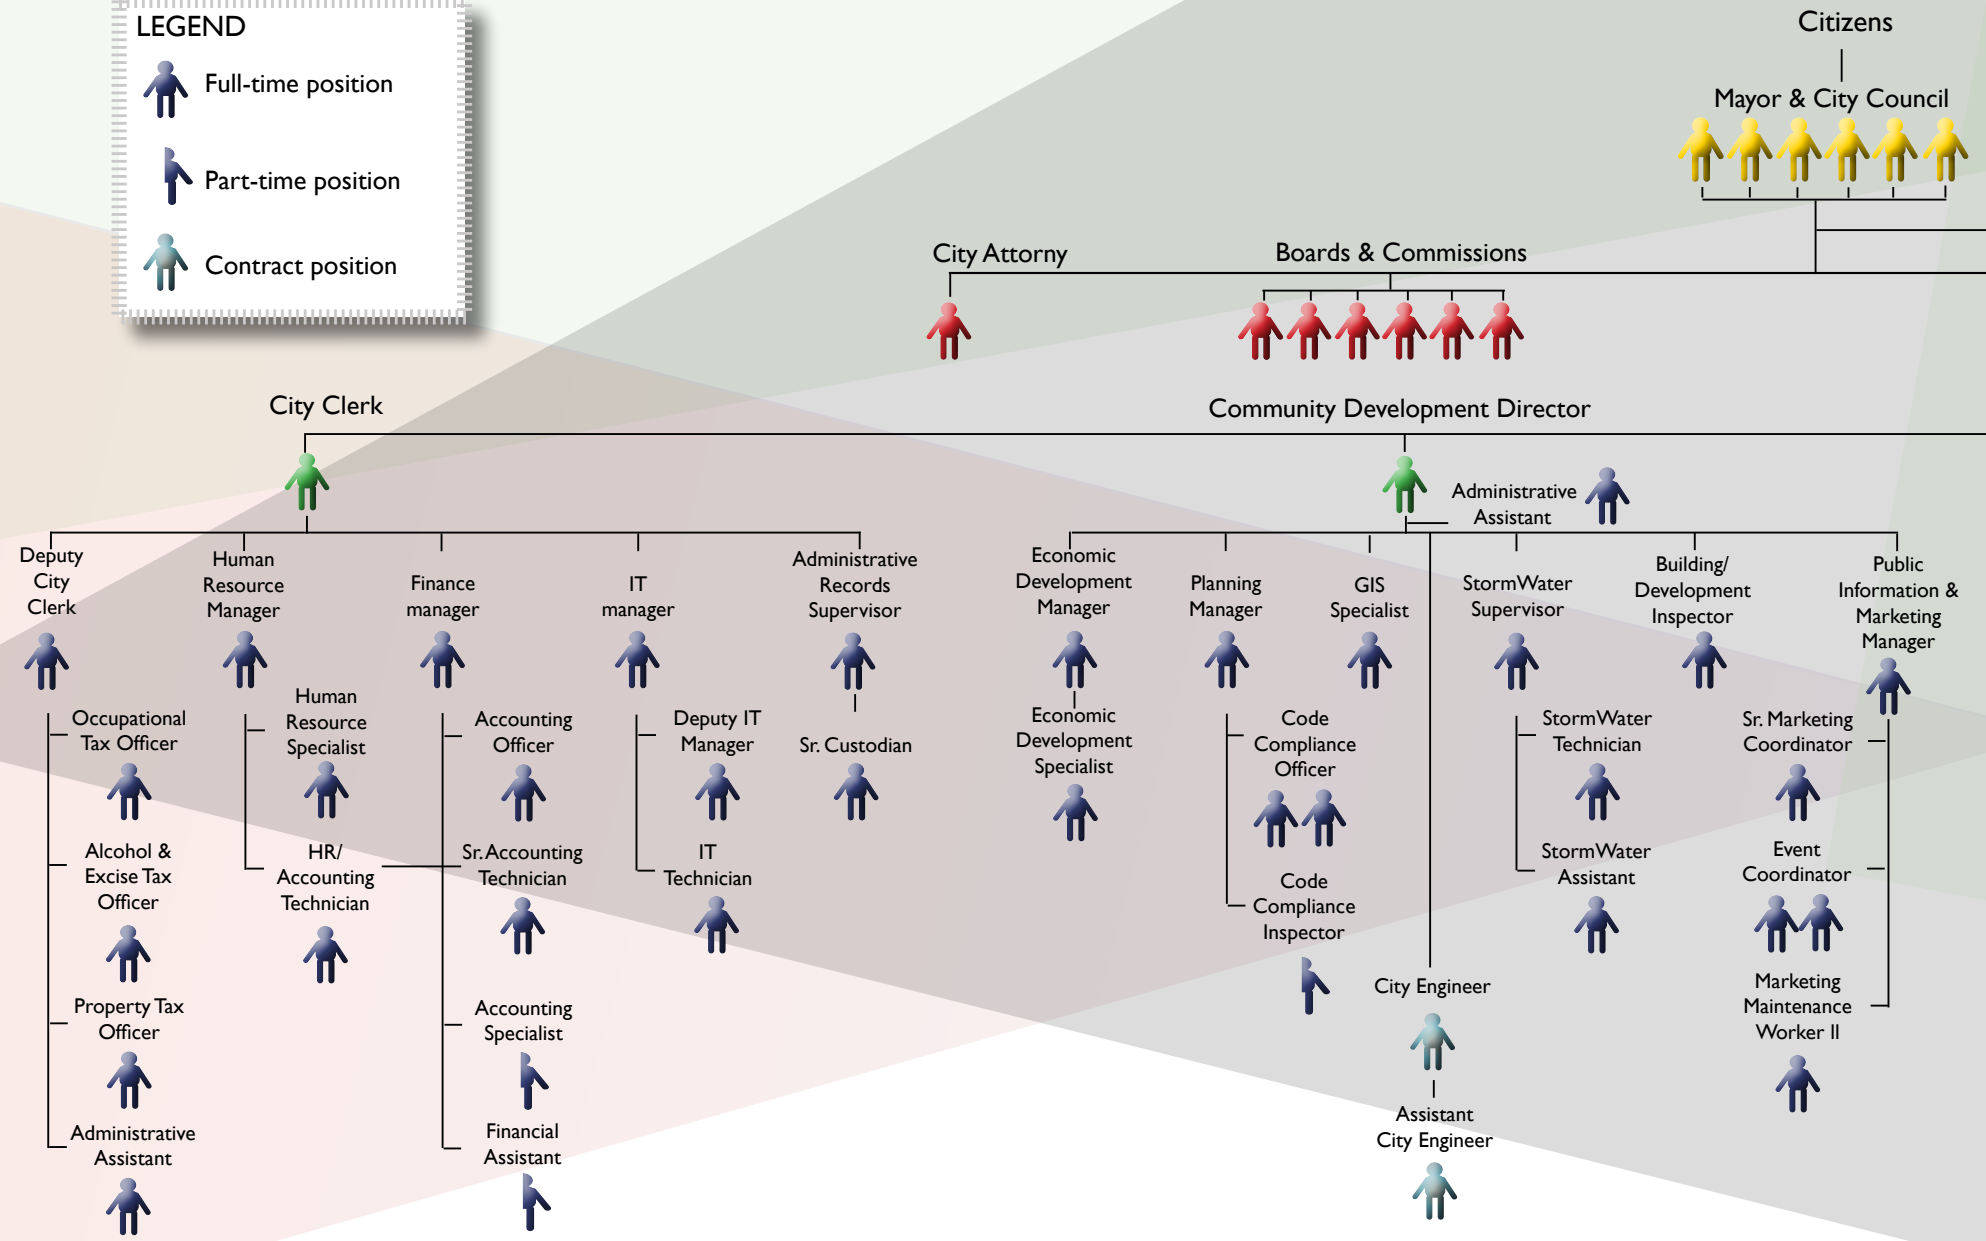 LEGEND
Full-time position
Part-time position
Contract position
Citizens
Mayor & City Council
City Attorny
Boards & Commissions
City Clerk
Community Development Director
Administrative
Assistant
Deputy
City
Clerk
Human
Resource
Manager
Finance
manager
IT
manager
Administrative
Records
Supervisor
Economic
Development
Manager
Planning
Manager
GIS
Specialist
StormWater
Supervisor
Building/
Development
Inspector
Public
Information &
Marketing
Manager
Occupational
Tax Officer
Alcohol &
Excise Tax
Officer
Property Tax
Officer
Administrative
Assistant
Human
Resource
Specialist
HR/
Accounting
Technician
Accounting
Officer
Sr. Accounting
Technician
Accounting
Specialist
Financial
Assistant
Deputy IT
Manager
IT
Technician
Sr. Custodian
Economic
Development
Specialist
Code
Compliance
Officer
Code
Compliance
Inspector
City Engineer
Assistant
City Engineer
StormWater
Technician
StormWater
Assistant
Sr. Marketing
Coordinator
Event
Coordinator
Marketing
Maintenance
Worker II